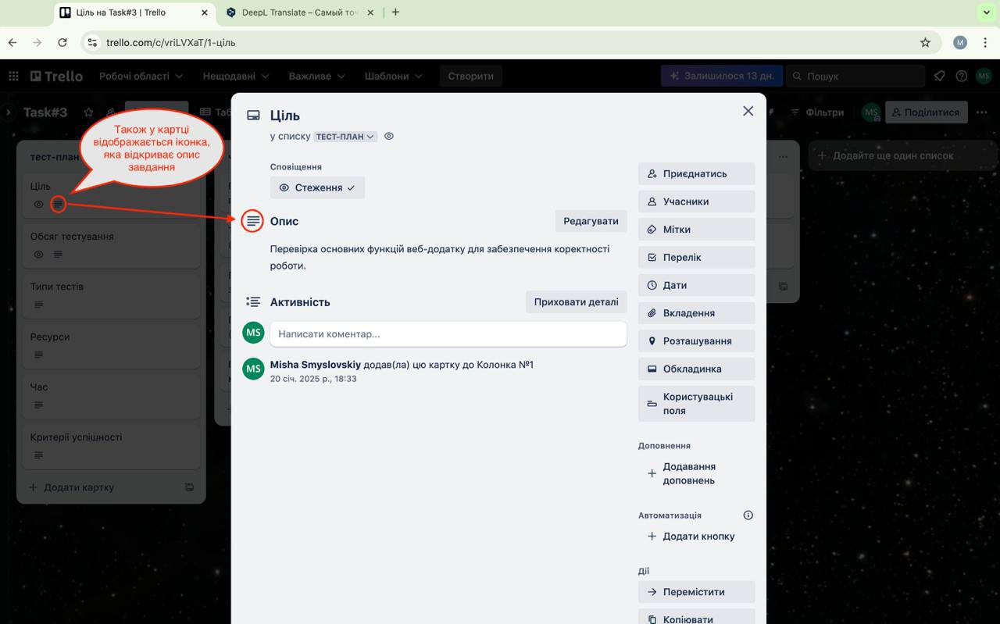 Ціль на Task#3 | Trello
DeepL Translate – Самый точ
trello.com/c/vriLVXaT/1-ціль
M
Trello
Робочі області
Нещодавні
Важливе
Шаблони
Створити
Залишилося 13 дн.
Пошук
MS
Task#3
Таб
Фільтри
MS
Поділитися
Також у картці
відображається іконка,
яка відкриває опис
завдання
тест-план
Ціль
Обсяг тестування
Типи тестів
Ресурси
Час
Критерії успішності
Додати картку
Додайте ще один список
Ціль
у списку ТЕСТ-ПЛАН
Сповіщення
Стеження
Опис
Редагувати
Перевірка основних функцій веб-додатку для забезпечення коректності
роботи.
Активність
Приховати деталі
MS
Написати коментар...
MS
Misha Smyslovskiy додав(ла) цю картку до Колонка №1
20 січ. 2025 р., 18:33
Приєднатись
Учасники
Мітки
Перелік
Дати
Вкладення
Розташування
Обкладинка
Користувацькі
поля
Доповнення
Додавання
доповнень
Автоматизація
Додати кнопку
Дії
Перемістити
Копіювати